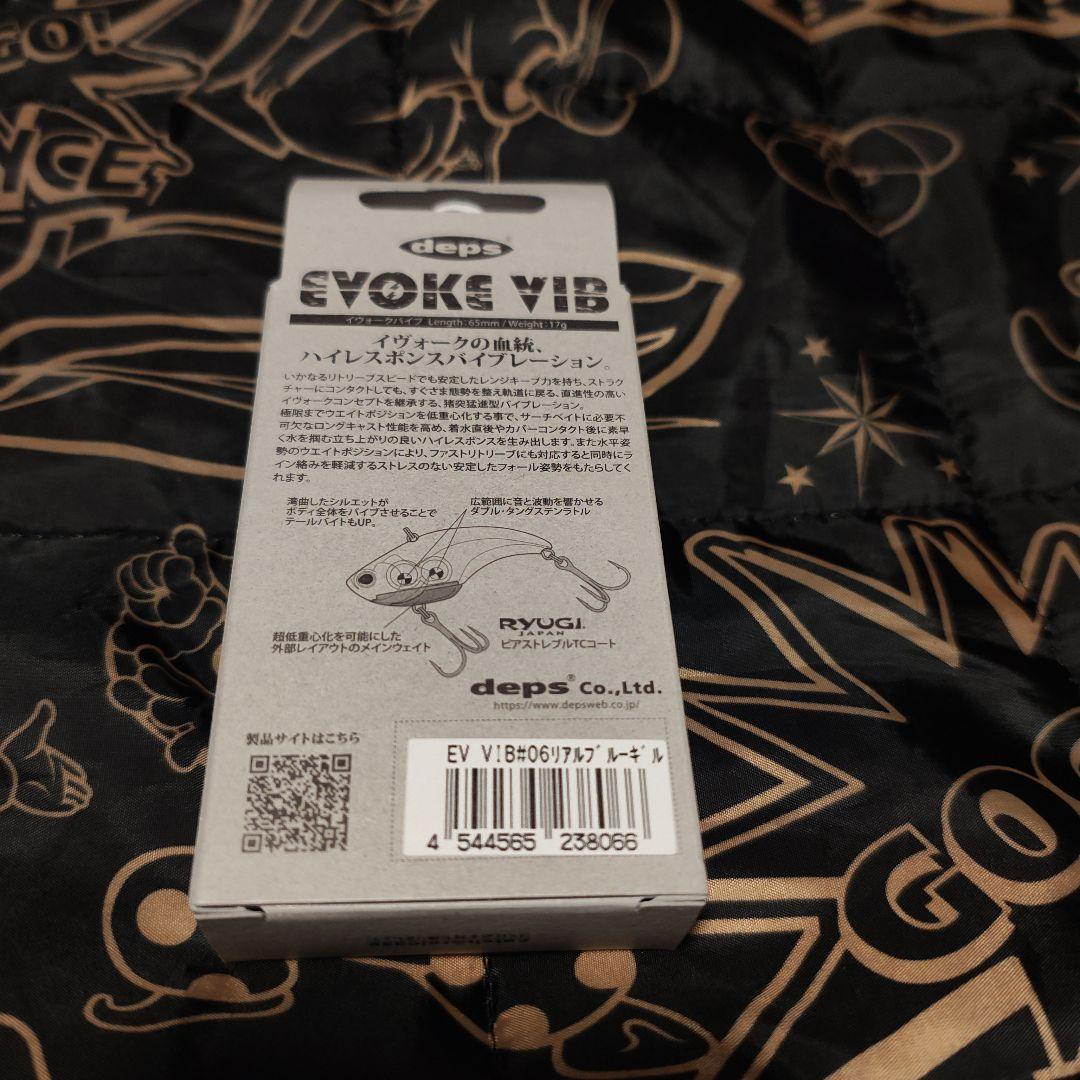 GO!
YCE
deps®
EVOKE VIB
イヴォークバイブ Length:65mm / Weight:17g
イヴォークの血統、
ハイレスポンスバイブレーション。
いかなるリトリーブスピードでも安定したレンジキープ力を持ち、ストラク
チャーにコンタクトしても、すぐさま態勢を整え軌道に戻る、直進性の高い
イヴォークコンセプトを継承する、猪突猛進型バイブレーション。
極限までウエイトポジションを低重心化する事で、サーチベイトに必要不
可欠なロングキャスト性能を高め、着水直後やカバーコンタクト後に素早
く水を掴む立ち上がりの良いハイレスポンスを生み出します。また水平姿
勢のウエイトポジションにより、ファストリトリーブにも対応すると同時にラ
イン絡みを軽減するストレスのない安定したフォール姿勢をもたらしてく
れます。
湾曲したシルエットが
ボディ全体をバイブさせることで
テールバイトもUP。
広範囲に音と波動を響かせる
ダブル・タングステンラトル
超低重心化を可能にした
外部レイアウトのメインウェイト
RYUGI
JAPAN
ピアストレブルTCコート
deps® Co.,Ltd.
https://www.depsweb.co.jp/
製品サイトはこちら
EV VIB#06リアルブルーギル
4 544565 238066
GO